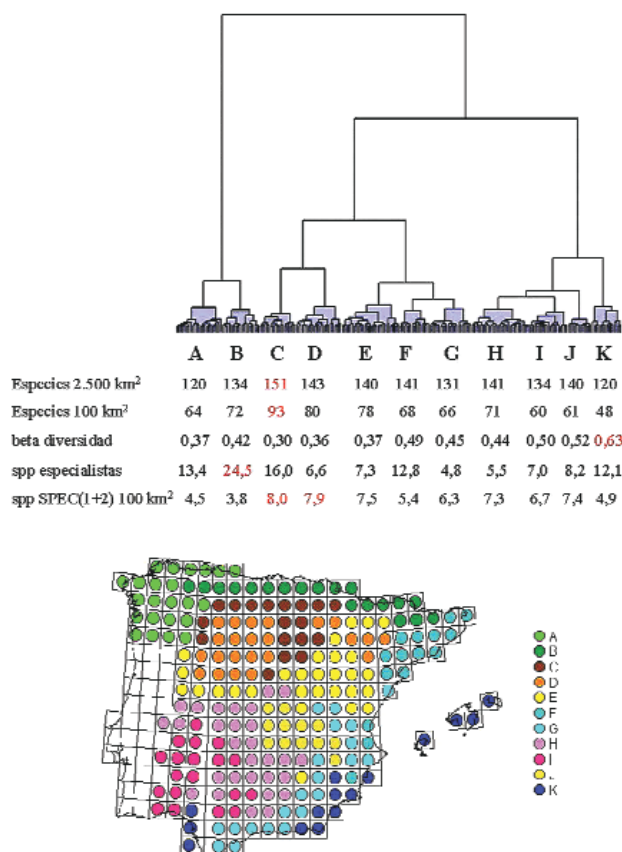 A B C D E F G H I J K
Especies 2.500 km² 120 134 151 143 140 141 131 141 134 140 120
Especies 100 km² 64 72 93 80 78 68 66 71 60 61 48
beta diversidad 0,37 0,42 0,30 0,36 0,37 0,49 0,45 0,44 0,50 0,52 0,63
spp especialistas 13,4 24,5 16,0 6,6 7,3 12,8 4,8 5,5 7,0 8,2 12,1
spp SPEC(1+2) 100 km² 4,5 3,8 8,0 7,9 7,5 5,4 6,3 7,3 6,7 7,4 4,9
A
B
C
D
E
F
G
H
I
K